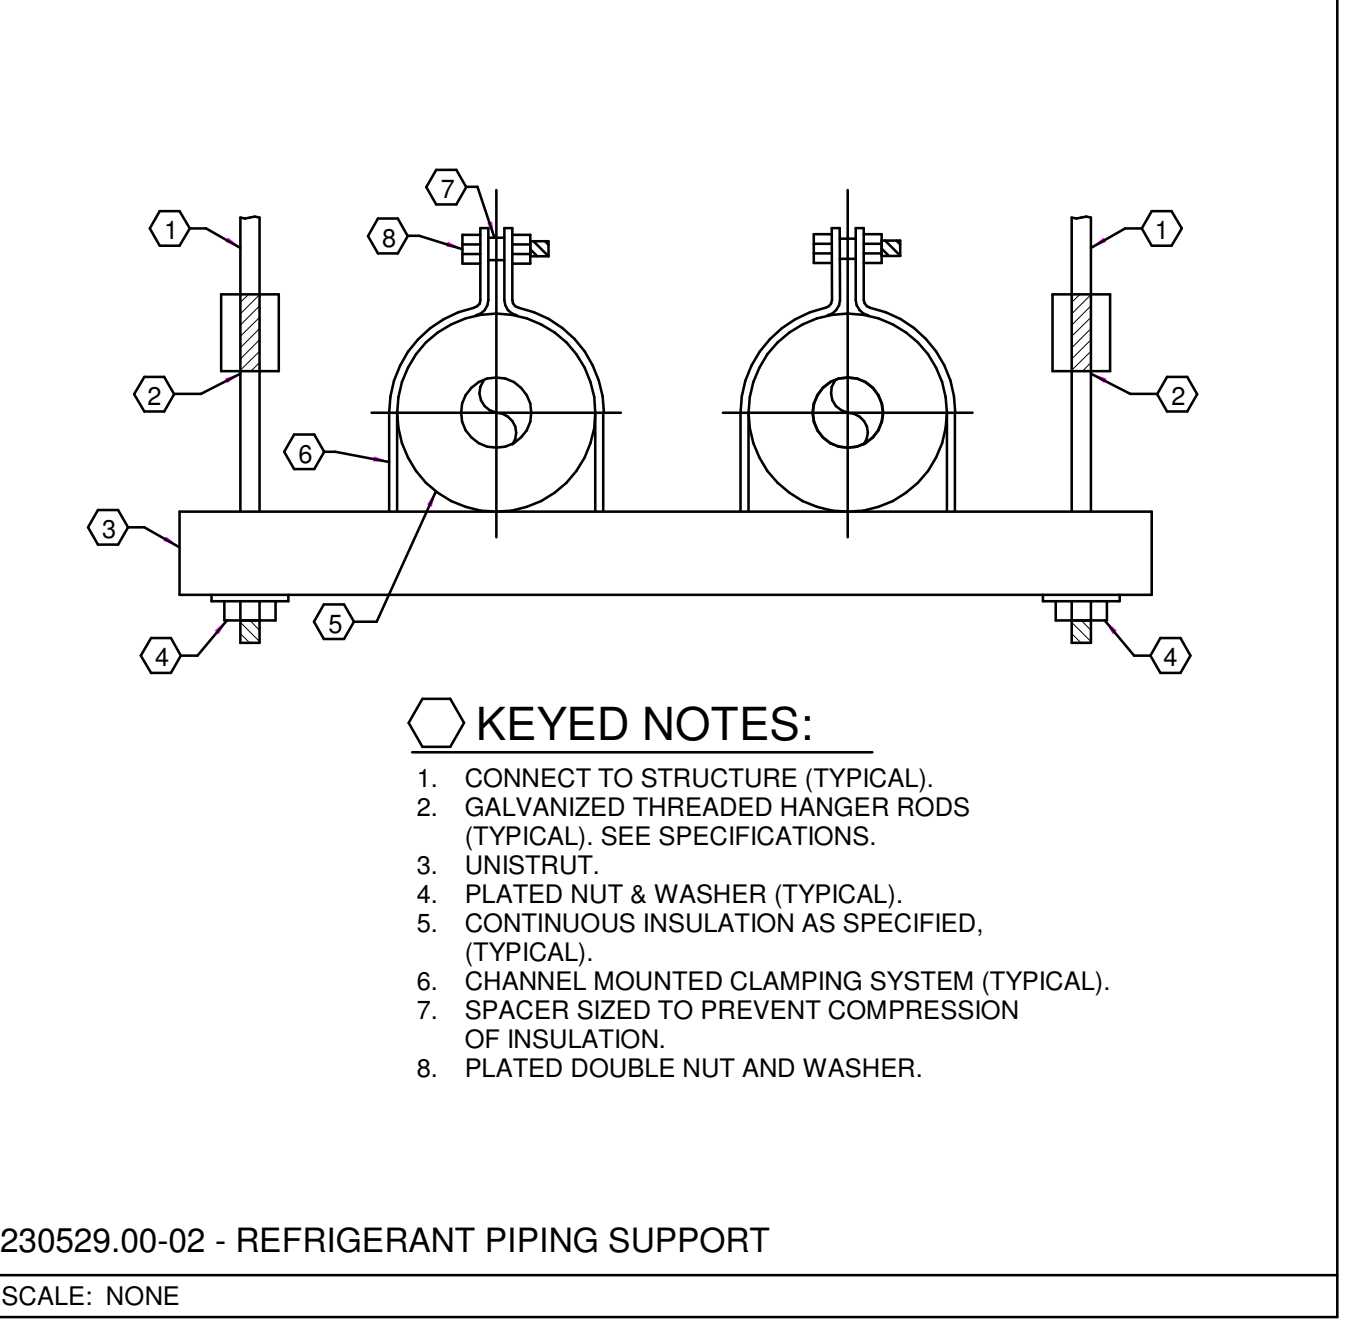 7
1
8
1
2
2
6
3
5
4
4
KEYED NOTES:
1. CONNECT TO STRUCTURE (TYPICAL).
2. GALVANIZED THREADED HANGER RODS
(TYPICAL). SEE SPECIFICATIONS.
3. UNISTRUT.
4. PLATED NUT & WASHER (TYPICAL).
5. CONTINUOUS INSULATION AS SPECIFIED,
(TYPICAL).
6. CHANNEL MOUNTED CLAMPING SYSTEM (TYPICAL).
7. SPACER SIZED TO PREVENT COMPRESSION
OF INSULATION.
8. PLATED DOUBLE NUT AND WASHER.
230529.00-02 - REFRIGERANT PIPING SUPPORT
SCALE: NONE